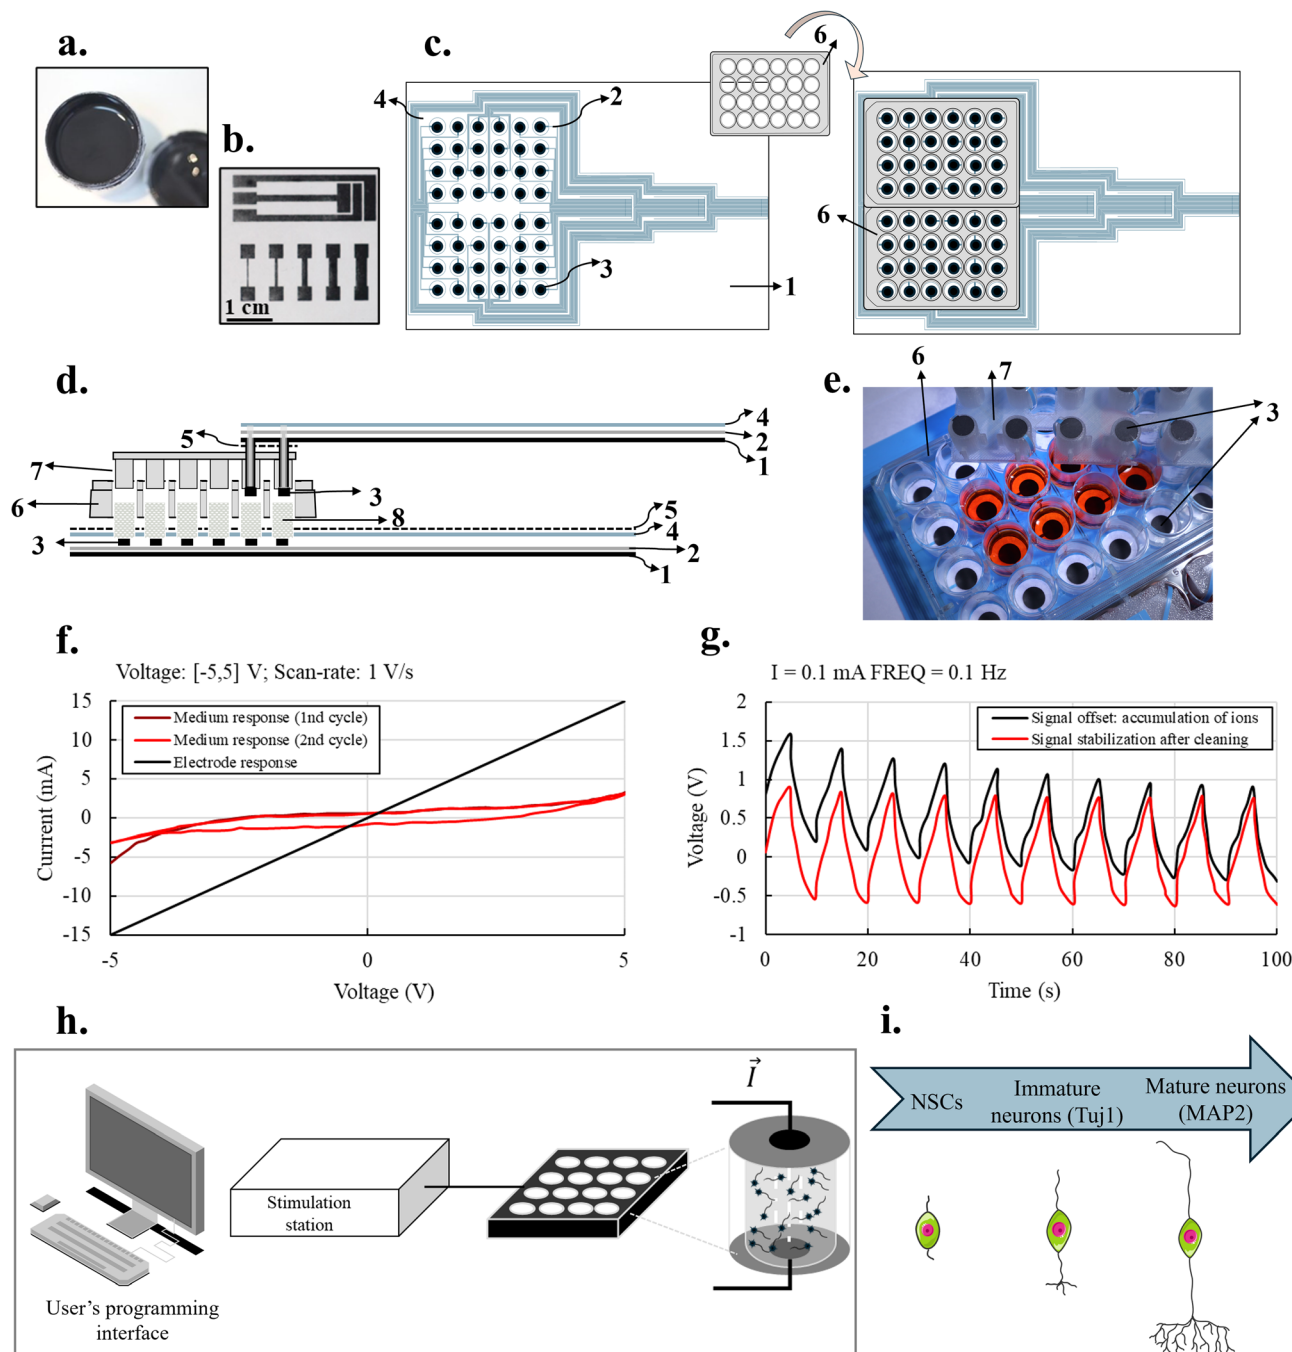 a.
b.
1 cm
c.
6
4
2
3
1
6
d.
4
2
1
5
7
6
3
8
5
4
3
2
1
e.
6
7
3
f.
Voltage: [-5,5] V; Scan-rate: 1 V/s
15
10
5
0
-5
-10
-15
Medium response (1nd cycle)
Medium response (2nd cycle)
Electrode response
Currrent (mA)
-5
0
5
Voltage (V)
g.
I = 0.1 mA FREQ = 0.1 Hz
2
1.5
1
0.5
0
-0.5
-1
Signal offset: accumulation of ions
Signal stabilization after cleaning
Voltage (V)
0
20
40
60
80
100
Time (s)
h.
User's programming
interface
Stimulation
station
I
i.
NSCs
Immature
neurons (Tuj1)
Mature neurons
(MAP2)